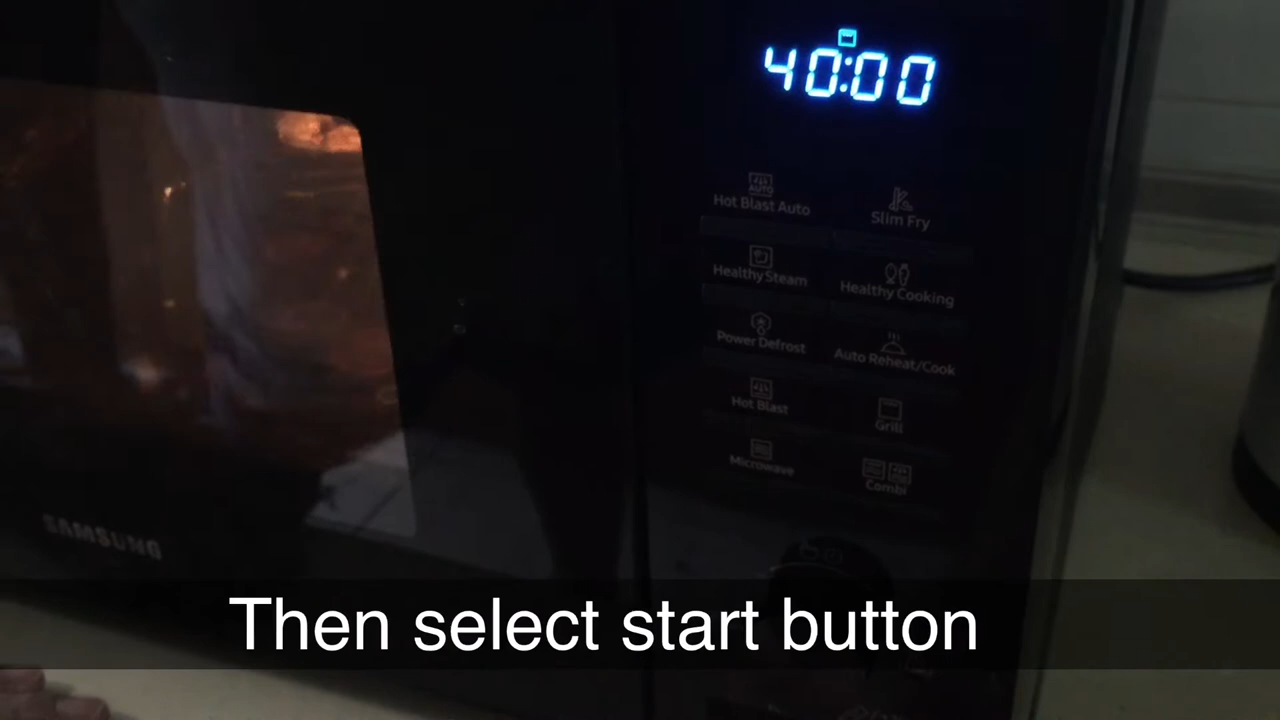 40:00
AUTO
Hot Blast Auto
Slim Fry
Healthy Steam
Healthy Cooking
Power Defrost
Auto Reheat/Cook
Hot Blast
Grill
Microwave
Combi
SAMSUNG
Then select start button